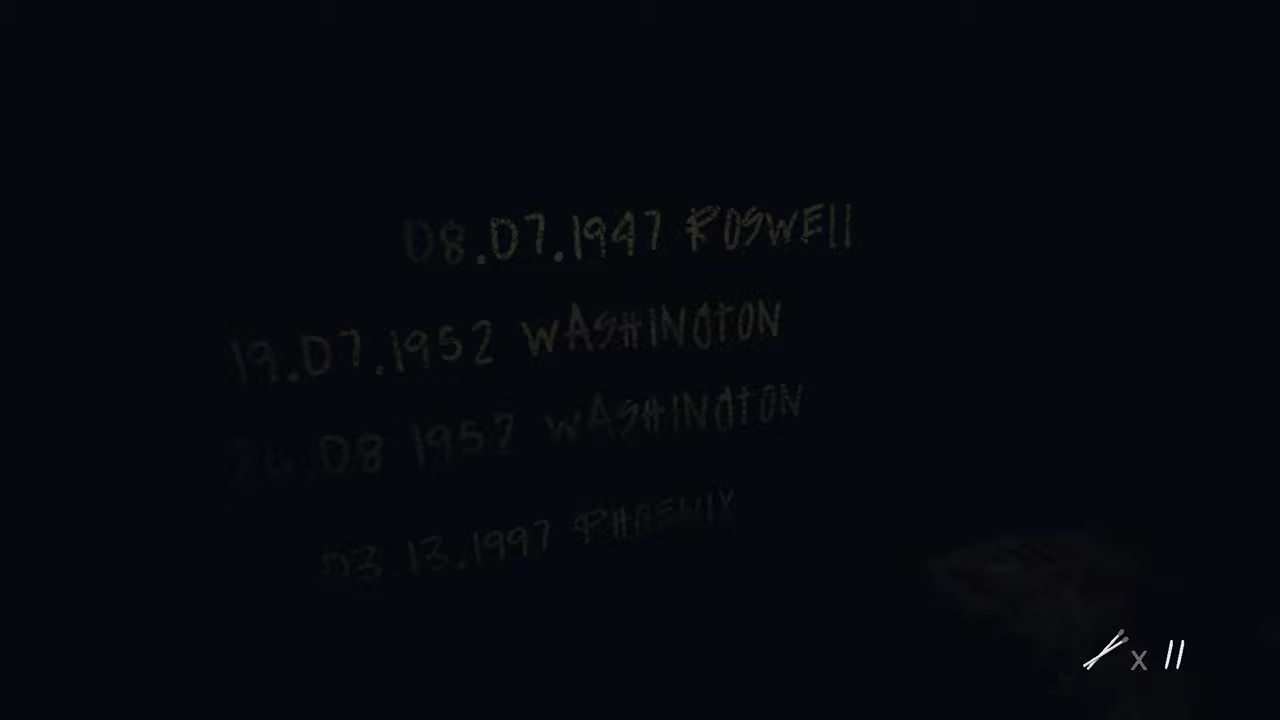 08.07.1947 ROSWELL
19.07.1952 WASHINGTON
26.08 1952 WASHINGTON
03.13.1997 PHOENIX
x 11